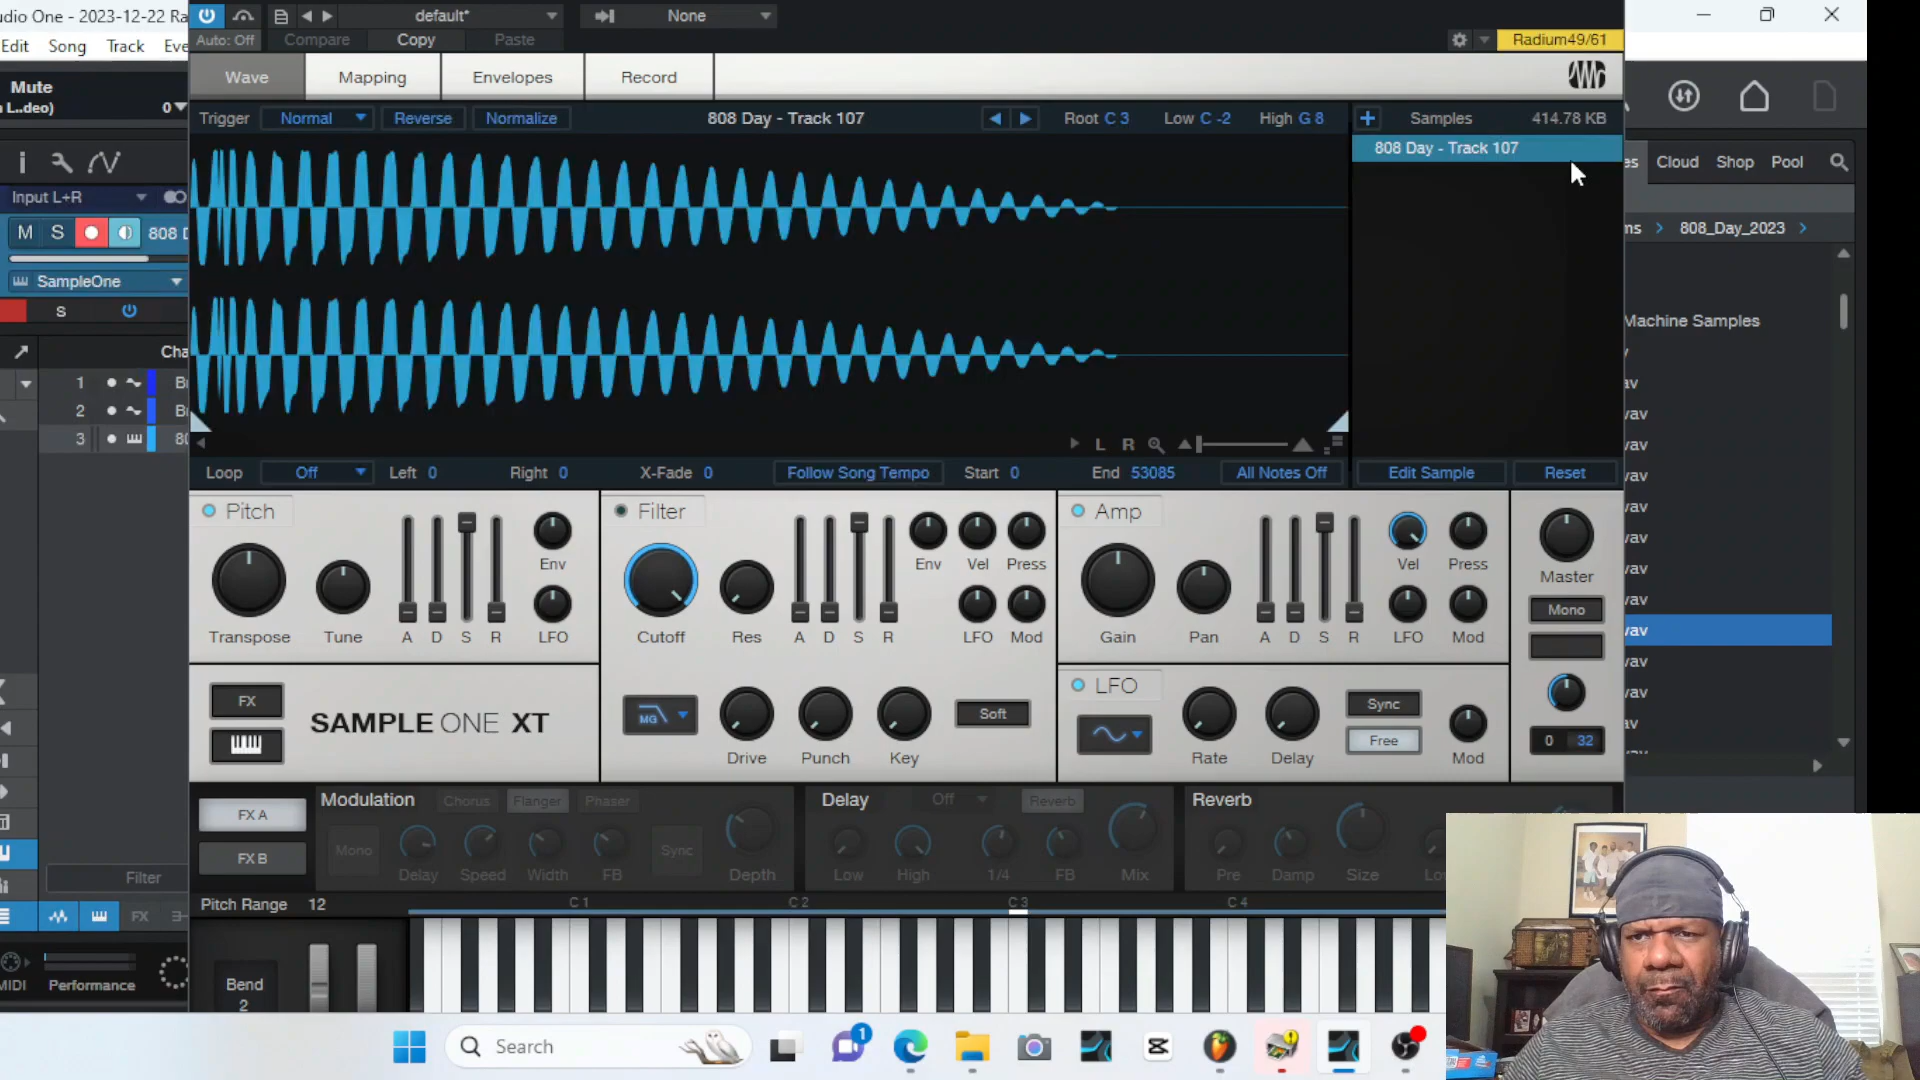 udio One - 2023-12-22 Ra
default*
None
Edit Song Track Eve
Auto: Off
Compare Copy Paste
Radium49/61
Mute
0
Wave Mapping Envelopes Record
Trigger Normal Reverse Normalize 808 Day - Track 107 Root C 3 Low C -2 High G 8
Samples 414.78 KB
808 Day - Track 107
Cloud Shop Pool
Input L+R
M S 808
SampleOne
S
808_Day_2023
Machine Samples
1
2
3
L R
Loop Off Left 0 Right 0 X-Fade 0 Follow Song Tempo Start 0 End 53085 All Notes Off Edit Sample Reset
Pitch Filter Amp
Env Env Vel Press Vel Press
Master
Mono
Transpose Tune A D S R LFO Cutoff Res A D S R LFO Mod Gain Pan A D S R LFO Mod
LFO
FX
SAMPLE ONE XT
MG
Soft
Sync
Free
Drive Punch Key Rate Delay Mod
0 32
FX A
FX B
Modulation Chorus Flanger Phaser Delay Off Reverb Reverb
Mono Sync
Delay Speed Width FB Depth Low High 1/4 FB Mix Pre Damp Size
Filter
Pitch Range 12
C 1 C 2 C 3 C 4
FX
MIDI Performance
Bend
2
Search
1